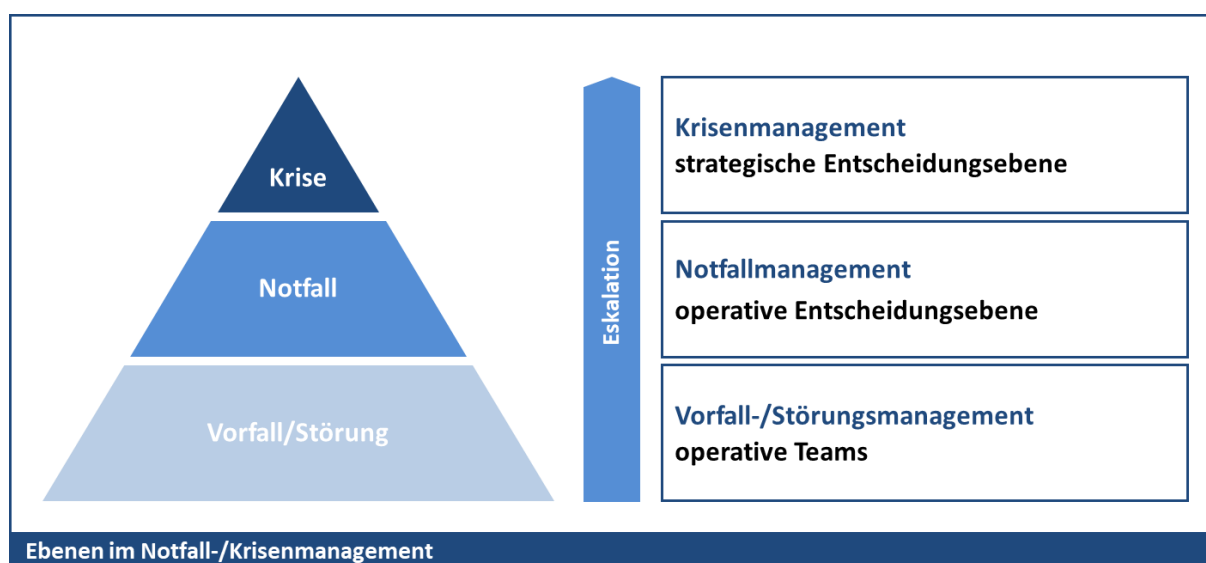 Krise
Notfall
Vorfall/Störung
Eskalation
Krisenmanagement
strategische Entscheidungsebene
Notfallmanagement
operative Entscheidungsebene
Vorfall-/Störungsmanagement
operative Teams
Ebenen im Notfall-/Krisenmanagement